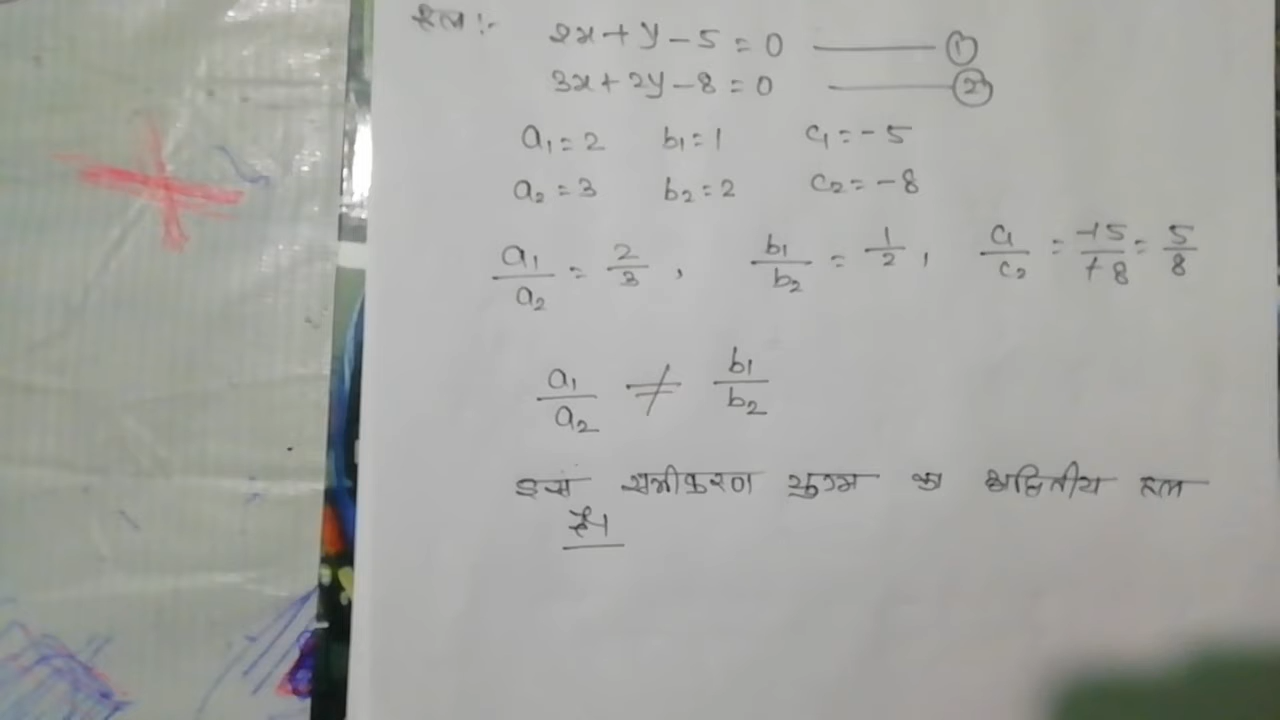 हल :-
2x + y - 5 = 0 ——— ①
3x + 2y - 8 = 0 ——— ②
a₁ = 2 b₁ = 1 c₁ = - 5
a₂ = 3 b₂ = 2 c₂ = - 8
a₁/a₂ = 2/3 , b₁/b₂ = 1/2 , c₁/c₂ = -5/-8 = 5/8
a₁/a₂ ≠ b₁/b₂
इस समीकरण युग्म का अद्वितीय हल
है।